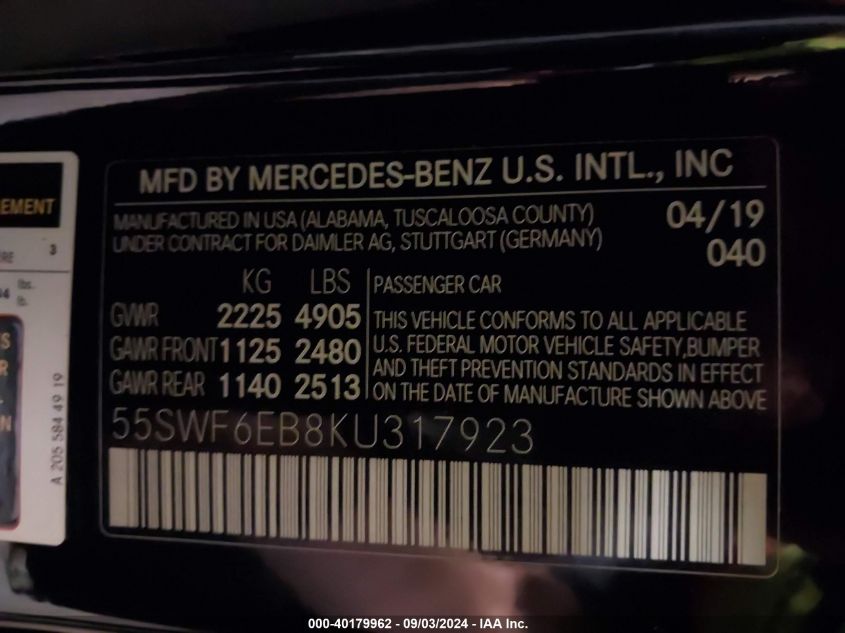 MFD BY MERCEDES-BENZ U.S. INTL., INC
MANUFACTURED IN USA (ALABAMA, TUSCALOOSA COUNTY)
UNDER CONTRACT FOR DAIMLER AG, STUTTGART (GERMANY)
04/19
040
KG LBS
GVWR 2225 4905
GAWR FRONT 1125 2480
GAWR REAR 1140 2513
PASSENGER CAR
THIS VEHICLE CONFORMS TO ALL APPLICABLE
U.S. FEDERAL MOTOR VEHICLE SAFETY,BUMPER
AND THEFT PREVENTION STANDARDS IN EFFECT
ON THE DATE OF MANUFACTURE SHOWN ABOVE
55SWF6EB8KU317923
EMENT
3
lbs.
lb.
A 205 584 49 19
000-40179962 - 09/03/2024 - IAA Inc.